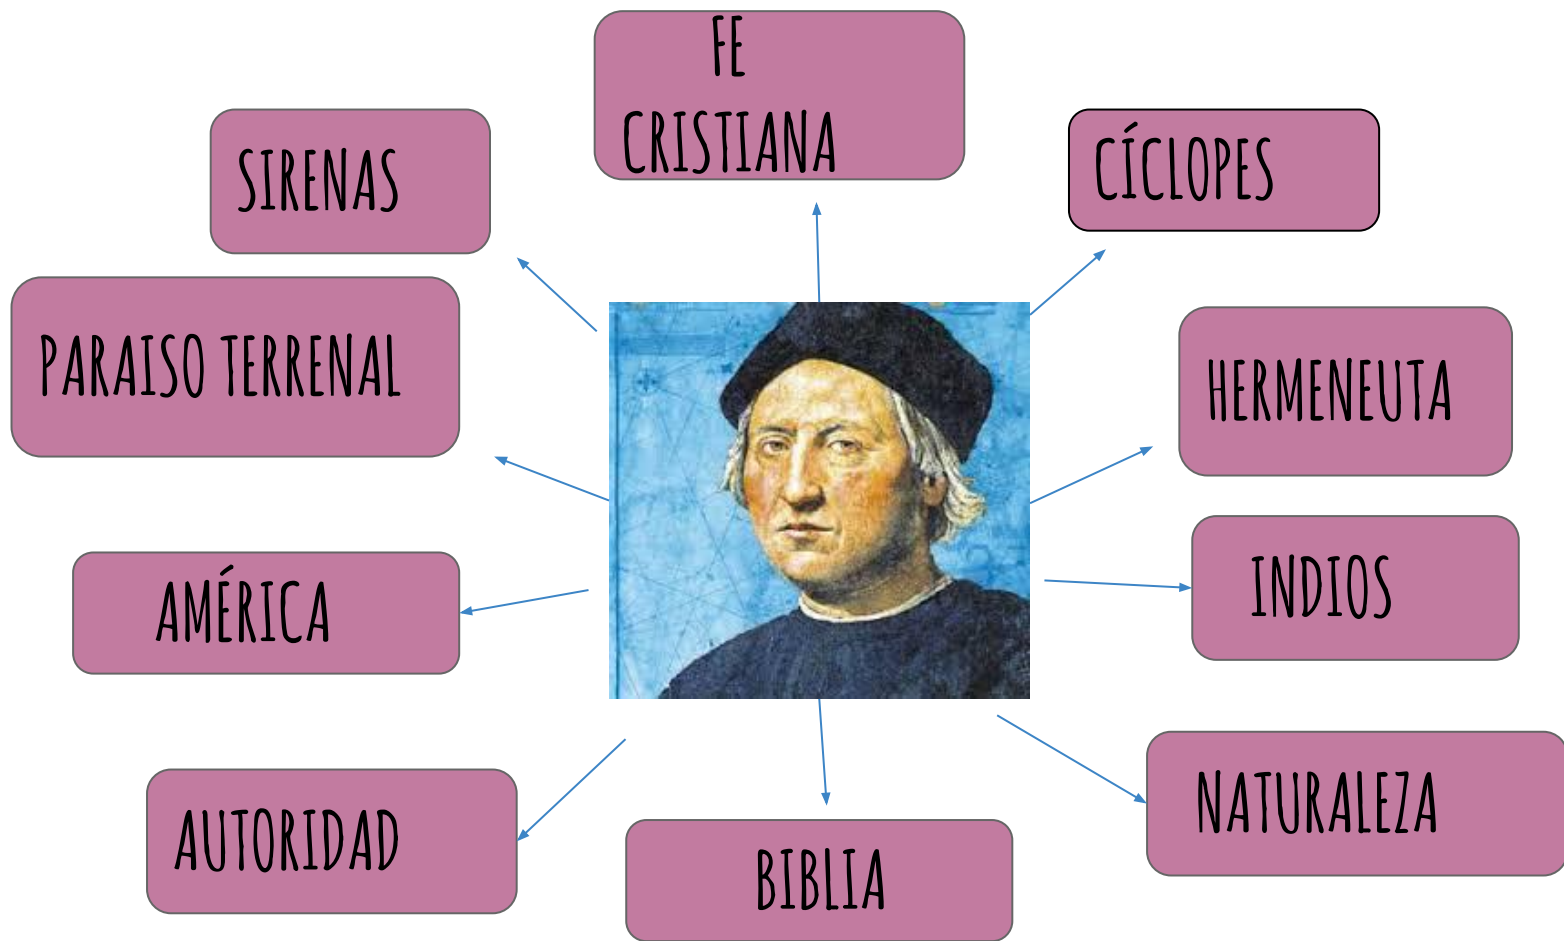 FE
CRISTIANA
SIRENAS
CÍCLOPES
PARAISO TERRENAL
HERMENEUTA
AMÉRICA
INDIOS
AUTORIDAD
NATURALEZA
BIBLIA